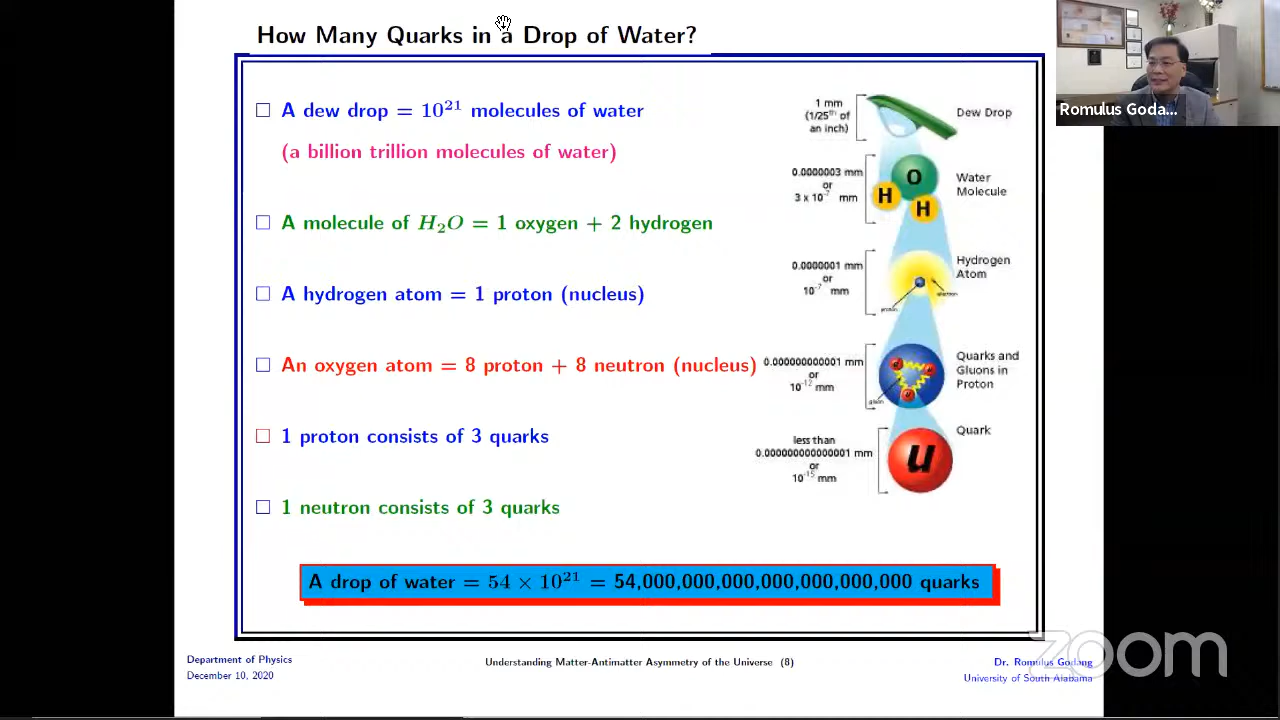 How Many Quarks in a Drop of Water?
Romulus Goda...
□ A dew drop = 10²¹ molecules of water
(a billion trillion molecules of water)
□ A molecule of H₂O = 1 oxygen + 2 hydrogen
□ A hydrogen atom = 1 proton (nucleus)
□ An oxygen atom = 8 proton + 8 neutron (nucleus)
□ 1 proton consists of 3 quarks
□ 1 neutron consists of 3 quarks
1 mm
(1/25th of
an inch)
Dew Drop
0.0000003 mm
or
3 x 10⁻⁷ mm
O
H
H
Water
Molecule
0.0000001 mm
or
10⁻⁷ mm
proton
electron
Hydrogen
Atom
0.000000000001 mm
or
10⁻¹² mm
u
u
gluon
Quarks and
Gluons in
Proton
less than
0.000000000000001 mm
or
10⁻¹⁵ mm
u
Quark
A drop of water = 54 × 10²¹ = 54,000,000,000,000,000,000,000 quarks
Department of Physics
December 10, 2020
Understanding Matter-Antimatter Asymmetry of the Universe (8)
Dr. Romulus Godang
University of South Alabama
zoom